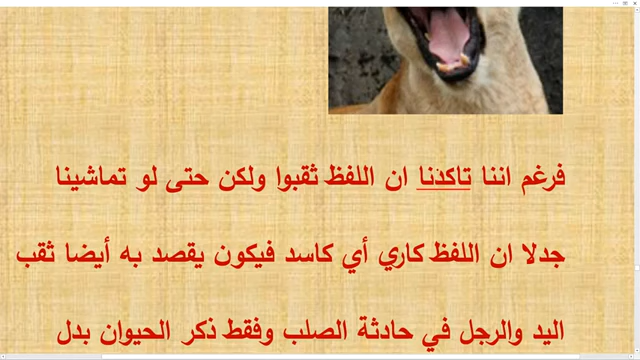 فرغم اننا تاكدنا ان اللفظ ثقبوا ولكن حتى لو تماشينا
جدلا ان اللفظ كاري أي كاسد فيكون يقصد به أيضا ثقب
اليد والرجل في حادثة الصلب وفقط ذكر الحيوان بدل